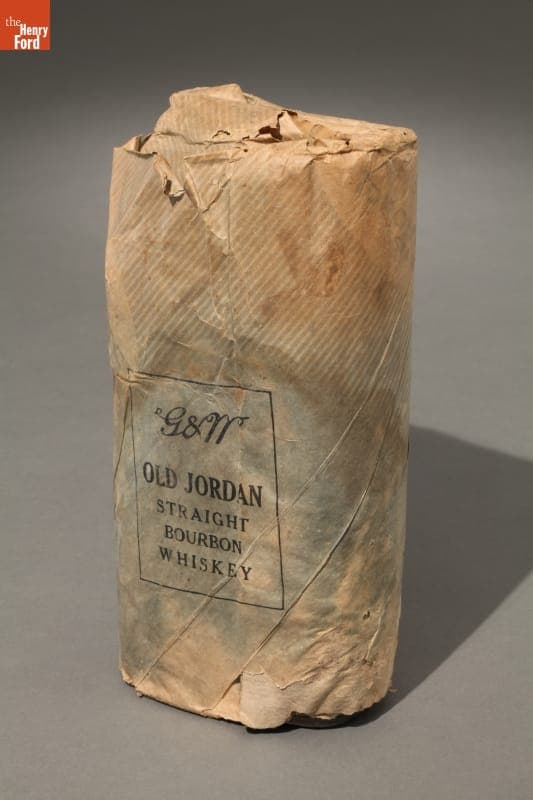 the
Henry
Ford
G&W
OLD JORDAN
STRAIGHT
BOURBON
WHISKEY